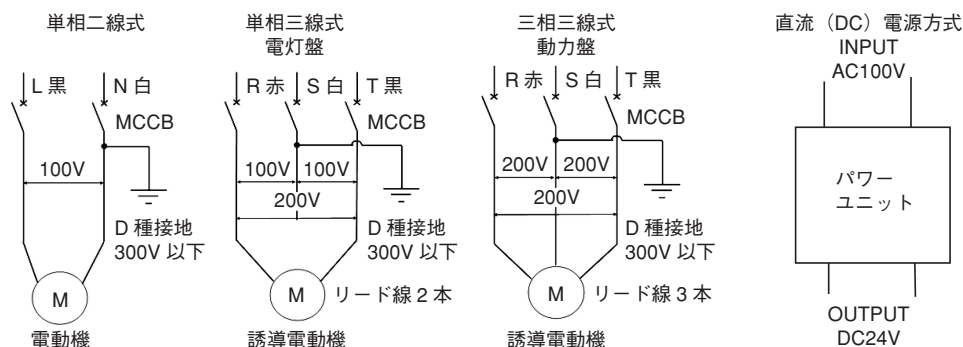 単相二線式
L 黒
N 白
MCCB
100V
D 種接地
300V 以下
M
電動機
単相三線式
電灯盤
R 赤
S 白
T 黒
MCCB
100V
100V
200V
D 種接地
300V 以下
M
リード線 2 本
誘導電動機
三相三線式
動力盤
R 赤
S 白
T 黒
MCCB
200V
200V
200V
D 種接地
300V 以下
M
リード線 3 本
誘導電動機
直流（DC）電源方式
INPUT
AC100V
パワー
ユニット
OUTPUT
DC24V